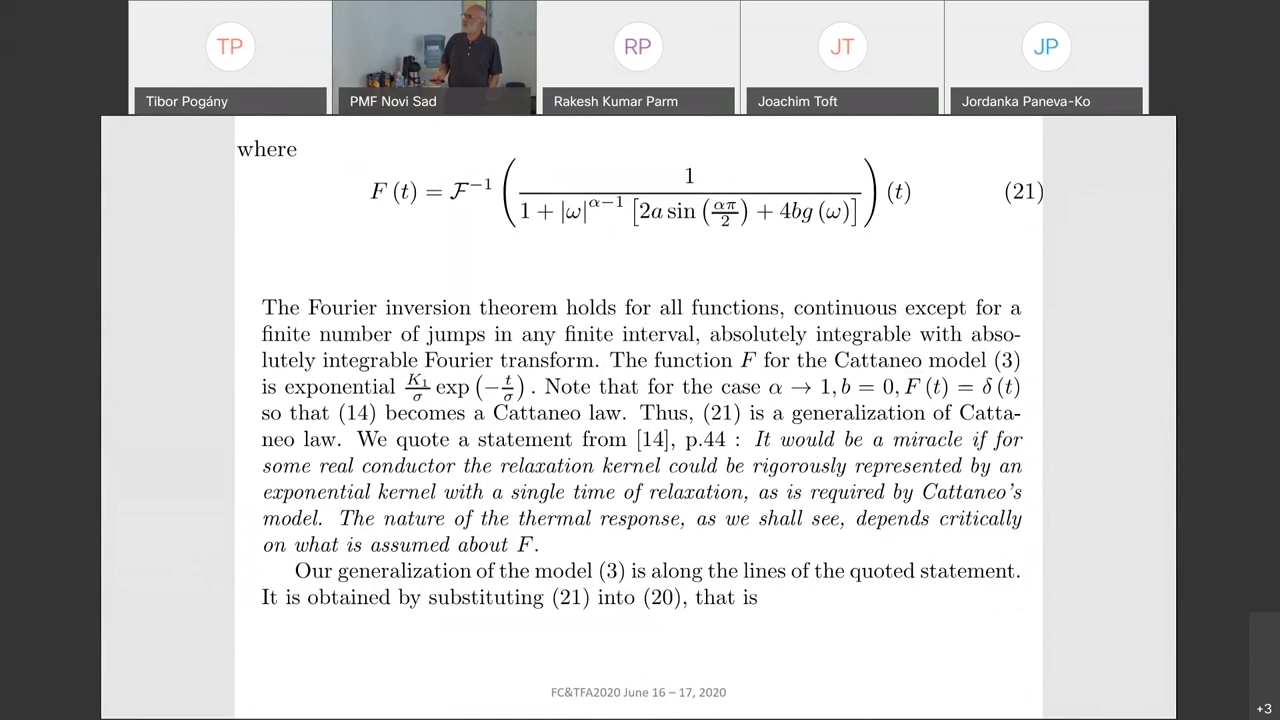 TP
RP
JT
JP
Tibor Pogány
PMF Novi Sad
Rakesh Kumar Parm
Joachim Toft
Jordanka Paneva-Ko
where
F (t) = ℱ⁻¹ ( 1 / ( 1 + |ω|^{α−1} [ 2a sin (απ/2) + 4bg (ω) ] ) ) (t) (21)
The Fourier inversion theorem holds for all functions, continuous except for a
finite number of jumps in any finite interval, absolutely integrable with abso-
lutely integrable Fourier transform. The function F for the Cattaneo model (3)
is exponential K₁/σ exp (−t/σ). Note that for the case α → 1, b = 0, F (t) = δ (t)
so that (14) becomes a Cattaneo law. Thus, (21) is a generalization of Catta-
neo law. We quote a statement from [14], p.44 : It would be a miracle if for
some real conductor the relaxation kernel could be rigorously represented by an
exponential kernel with a single time of relaxation, as is required by Cattaneo's
model. The nature of the thermal response, as we shall see, depends critically
on what is assumed about F.
Our generalization of the model (3) is along the lines of the quoted statement.
It is obtained by substituting (21) into (20), that is
FC&TFA2020 June 16 – 17, 2020
+3